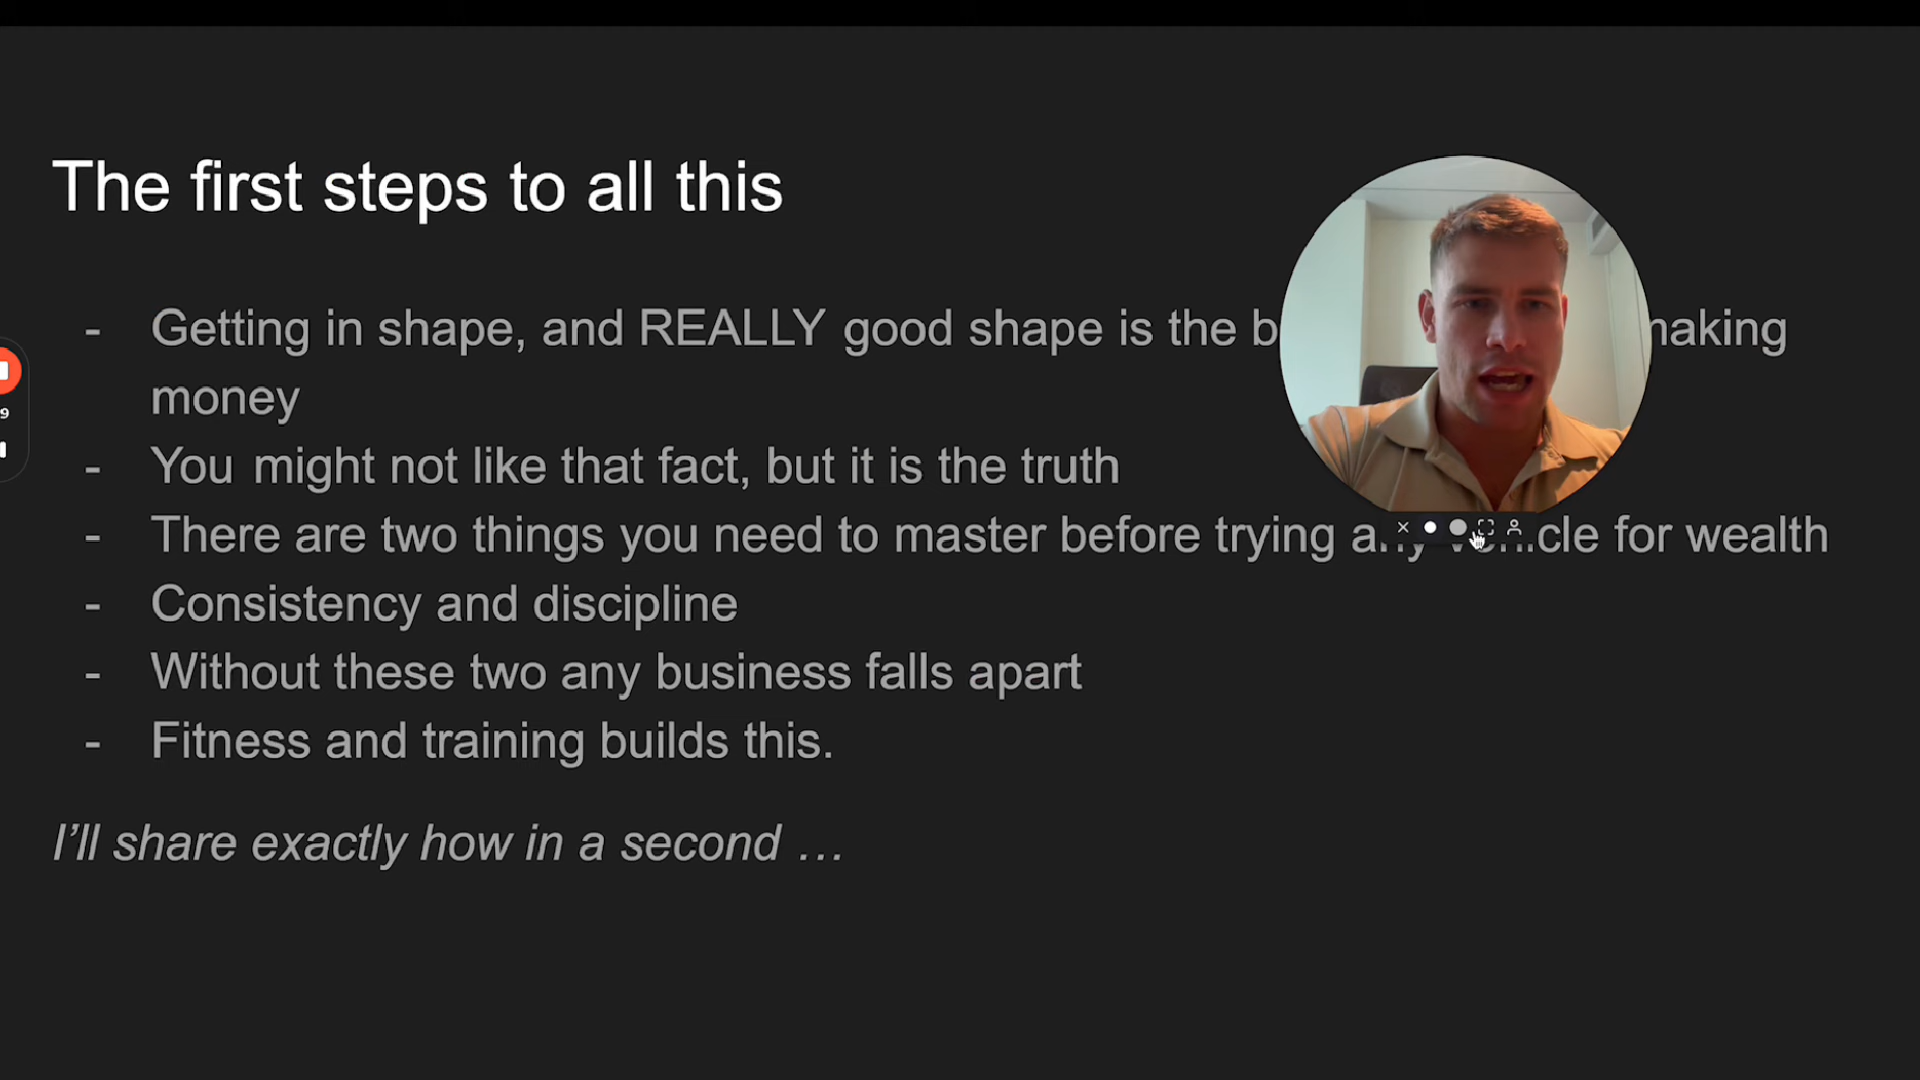 The first steps to all this
- Getting in shape, and REALLY good shape is the
money
- You might not like that fact, but it is the truth
- There are two things you need to master before trying for wealth
- Consistency and discipline
- Without these two any business falls apart
- Fitness and training builds this.
I’ll share exactly how in a second …